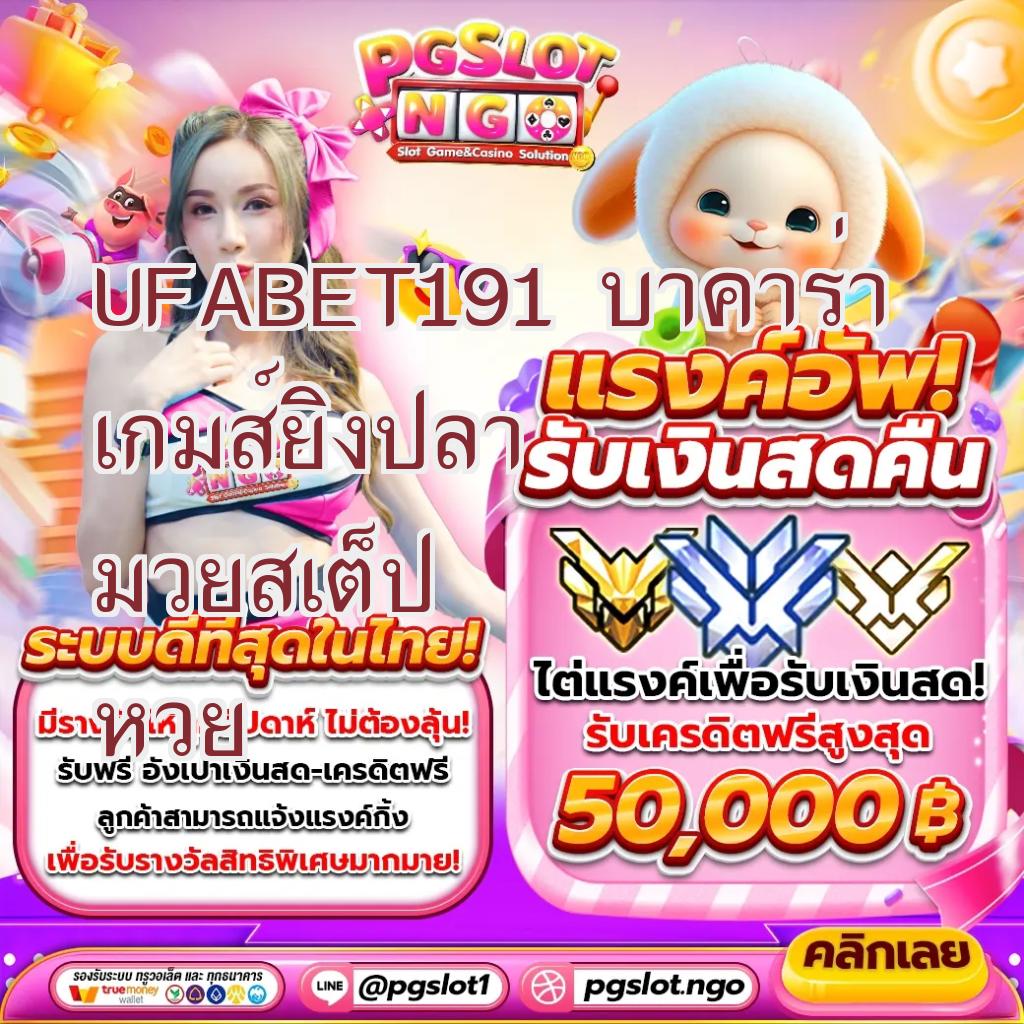 PGSLOT
NGO
Slot Game&Casino Solution
UFABET191 บาคาร่า
เกมส์ยิงปลา
มวยสเต็ป
หวย
แรงค์อัพ!
รับเงินสดคืน
ไต่แรงค์เพื่อรับเงินสด!
รับเครดิตฟรีสูงสุด
50,000 ฿
ระบบดีที่สุดในไทย!
ไม่ต้องลุ้น!
รับฟรี อั่งเปาเงินสด-เครดิตฟรี
ลูกค้าสามารถแจ้งแรงค์กิ้ง
เพื่อรับรางวัลสิทธิพิเศษมากมาย!
คลิกเลย
รองรับระบบ ทรูวอเล็ต และ ทุกธนาคาร
truemoney
wallet
LINE @pgslot1
pgslot.ngo